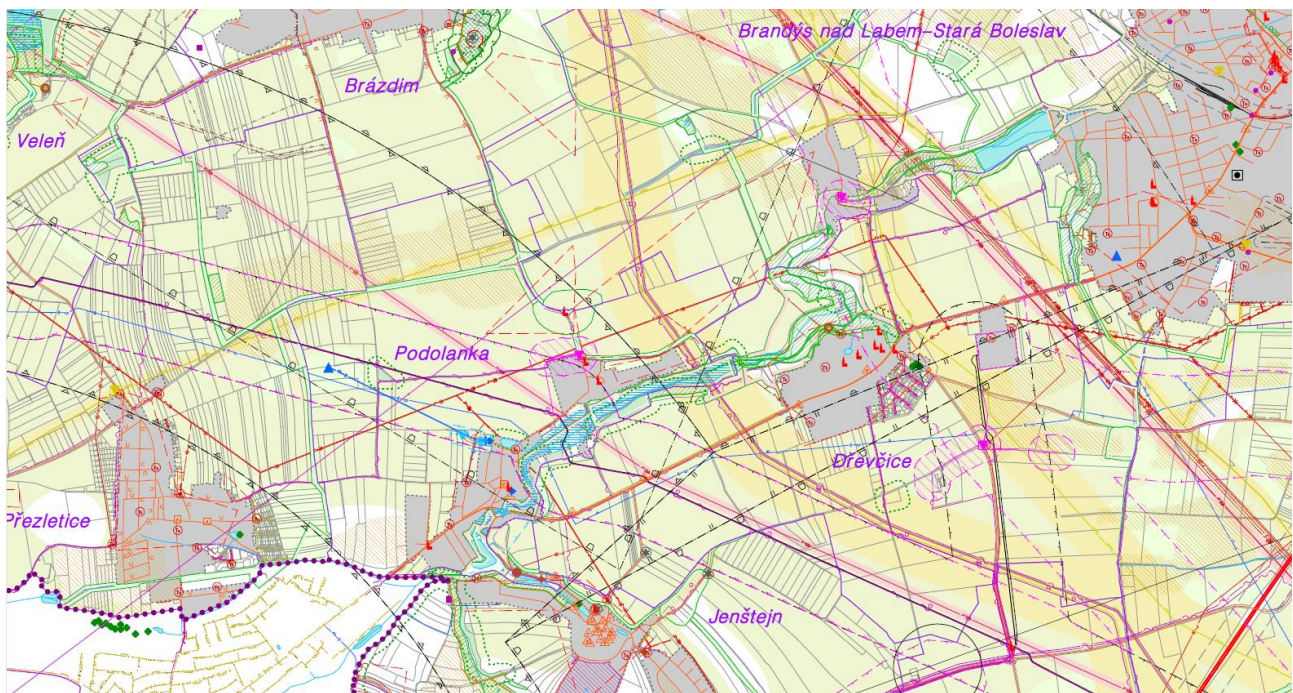 Brandýs nad Labem-Stará Boleslav
Brázdim
Veleň
Podolanka
Dřevčice
Přezletice
Jenštejn